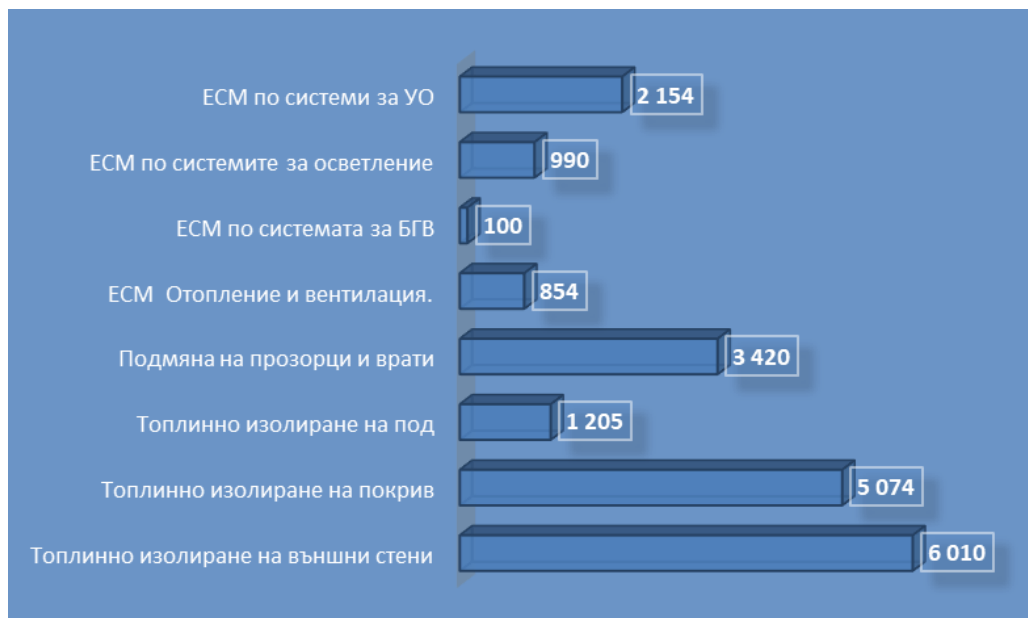 ЕСМ по системи за УО
2 154
ЕСМ по системите за осветление
990
ЕСМ по системата за БГВ
100
ЕСМ  Отопление и вентилация.
854
Подмяна на прозорци и врати
3 420
Топлинно изолиране на под
1 205
Топлинно изолиране на покрив
5 074
Топлинно изолиране на външни стени
6 010